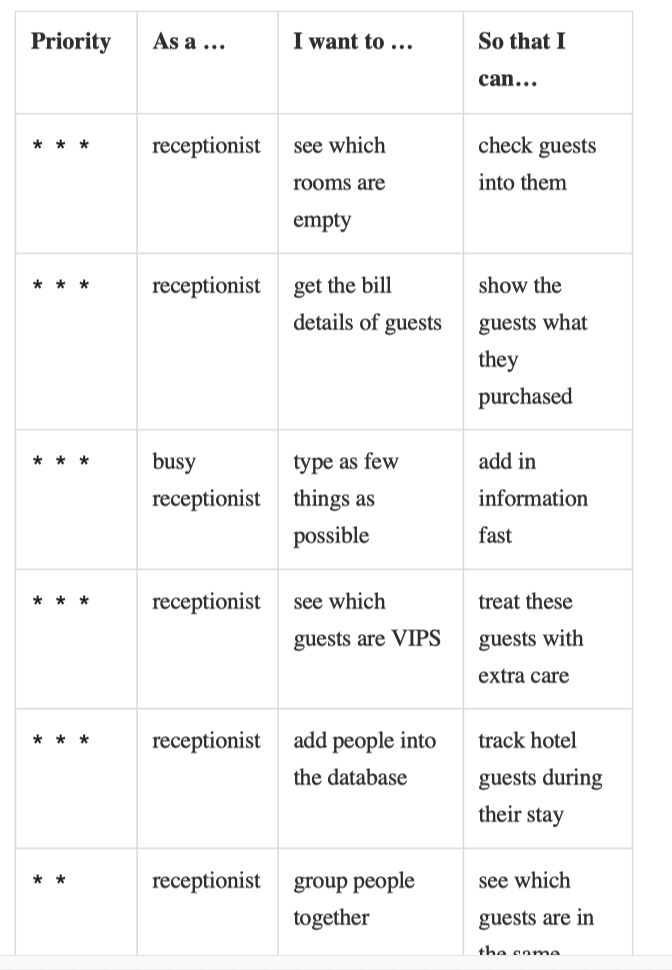 Priority As a … I want to … So that I
can…
* * * receptionist see which check guests
rooms are into them
empty
* * * receptionist get the bill show the
details of guests guests what
they
purchased
* * * busy type as few add in
receptionist things as information
possible fast
* * * receptionist see which treat these
guests are VIPS guests with
extra care
* * * receptionist add people into track hotel
the database guests during
their stay
* * receptionist group people see which
together guests are in
the same